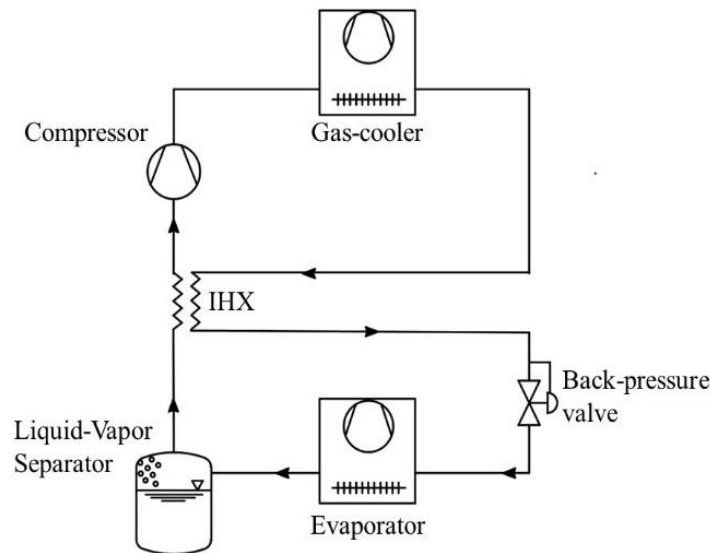 Compressor
Gas-cooler
IHX
Back-pressure
valve
Liquid-Vapor
Separator
Evaporator